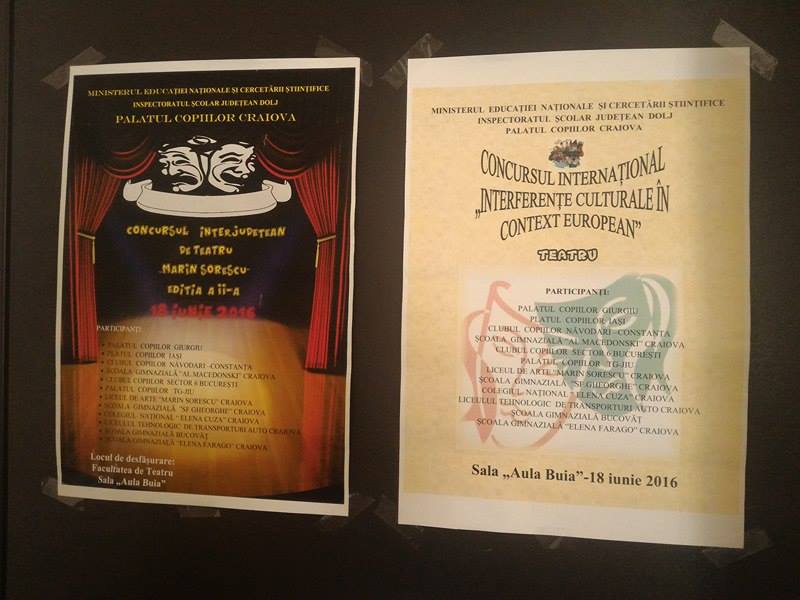 MINISTERUL EDUCAȚIEI NAȚIONALE ȘI CERCETĂRII ȘTIINȚIFICE
INSPECTORATUL ȘCOLAR JUDEȚEAN DOLJ
PALATUL COPIILOR CRAIOVA
CONCURSUL INTERJUDETEAN
DE TEATRU
"MARIN SORESCU"
EDITIA A II-A
18 IUNIE 2016
PARTICIPANȚI:
PALATUL COPIILOR GIURGIU
PLATUL COPIILOR IAȘI
CLUBUL COPIILOR NĂVODARI -CONSTANTA
ȘCOALA GIMNAZIALĂ "AL MACEDONSKI" CRAIOVA
CLUBUL COPIILOR SECTOR 6 BUCUREȘTI
PALATUL COPIILOR TG-JIU
LICEUL DE ARTE "MARIN SORESCU" CRAIOVA
ȘCOALA GIMNAZIALĂ "SF GHEORGHE" CRAIOVA
COLEGIUL NAȚIONAL "ELENA CUZA" CRAIOVA
LICEULUL TEHNOLOGIC DE TRANSPORTURI AUTO CRAIOVA
ȘCOALA GIMNAZIALĂ BUCOVĂȚ
ȘCOALA GIMNAZIALĂ "ELENA FARAGO" CRAIOVA
Locul de desfășurare:
Facultatea de Teatru
Sala „Aula Buia”
MINISTERUL EDUCAȚIEI NAȚIONALE ȘI CERCETĂRII ȘTIINȚIFICE
INSPECTORATUL ȘCOLAR JUDEȚEAN DOLJ
PALATUL COPIILOR CRAIOVA
CONCURSUL INTERNAȚIONAL
„INTERFERENȚE CULTURALE ÎN
CONTEXT EUROPEAN”
TEATRU
PARTICIPANȚI:
PALATUL COPIILOR GIURGIU
PLATUL COPIILOR IAȘI
CLUBUL COPIILOR NĂVODARI -CONSTANTA
ȘCOALA GIMNAZIALA "AL MACEDONSKI" CRAIOVA
CLUBUL COPIILOR SECTOR 6 BUCUREȘTI
PALATUL COPIILOR TG-JIU
LICEUL DE ARTE "MARIN SORESCU" CRAIOVA
ȘCOALA GIMNAZIALĂ "SF GHEORGHE" CRAIOVA
COLEGIUL NAȚIONAL "ELENA CUZA" CRAIOVA
LICEULUL TEHNOLOGIC DE TRANSPORTURI AUTO CRAIOVA
ȘCOALA GIMNAZIALĂ BUCOVĂȚ
ȘCOALA GIMNAZIALĂ "ELENA FARAGO" CRAIOVA
Sala „Aula Buia”-18 iunie 2016